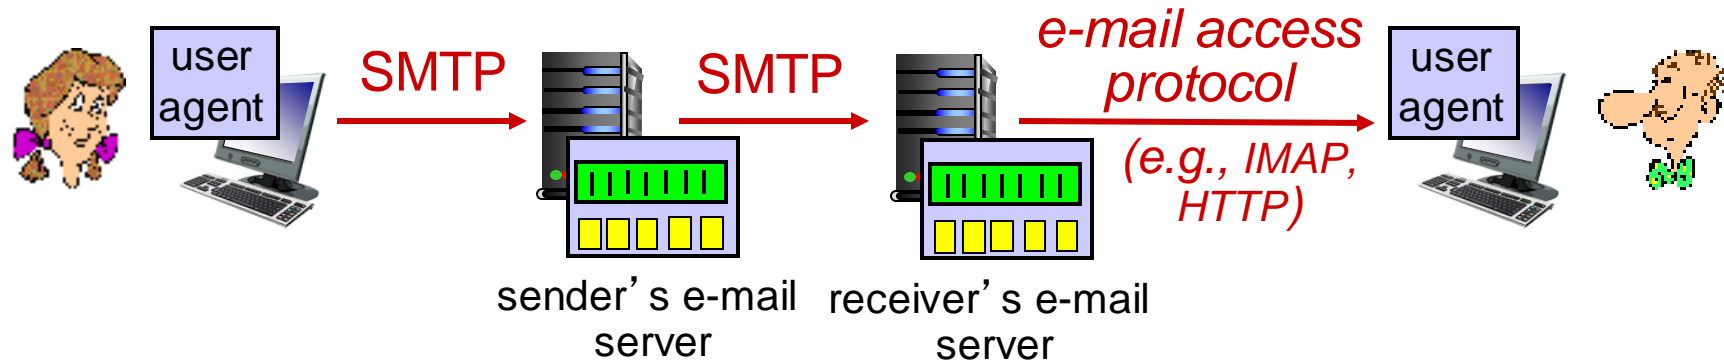 user
agent
SMTP
SMTP
e-mail access
protocol
(e.g., IMAP,
HTTP)
user
agent
sender’s e-mail
server
receiver’s e-mail
server